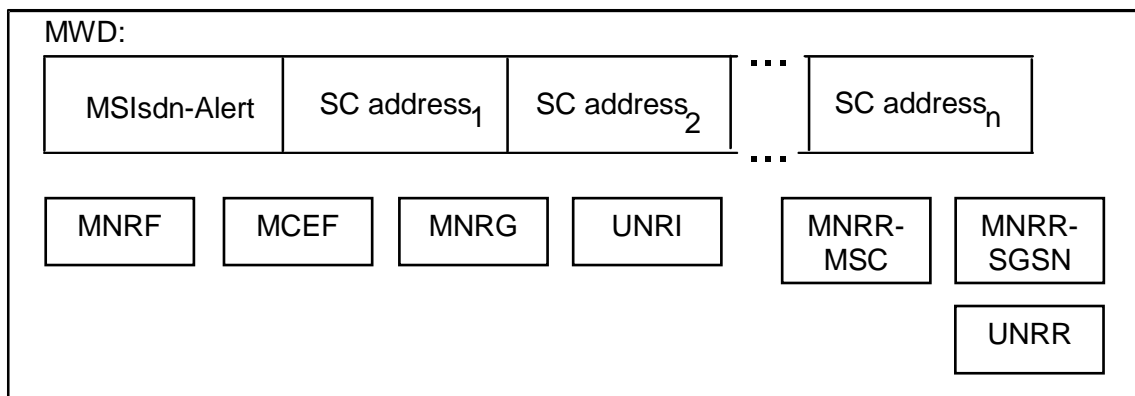 MWD:
MSIsdn-Alert SC address1 SC address2 ... SC addressn
...
MNRF MCEF MNRG UNRI MNRR-MSC MNRR-SGSN
UNRR